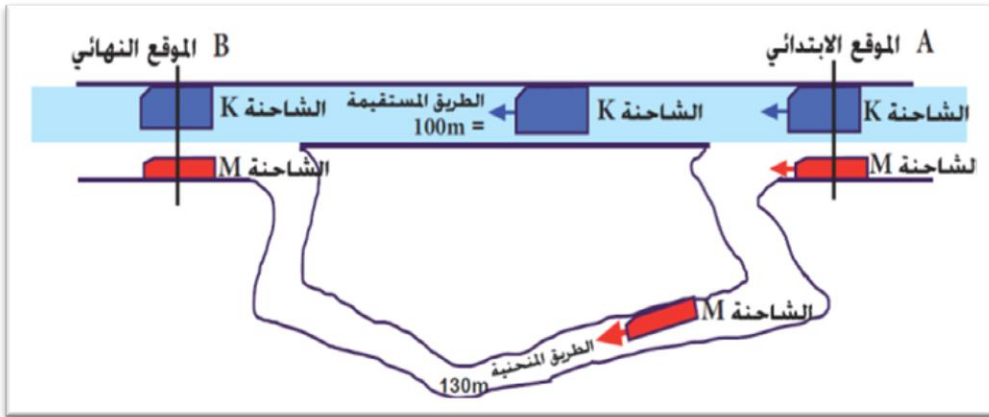 A الموقع الابتدائي
B الموقع النهائي
الشاحنة K
الشاحنة K
الطريق المستقيمة
100m =
الشاحنة K
الشاحنة M
الشاحنة M
الشاحنة M
الطريق المنحنية
130m